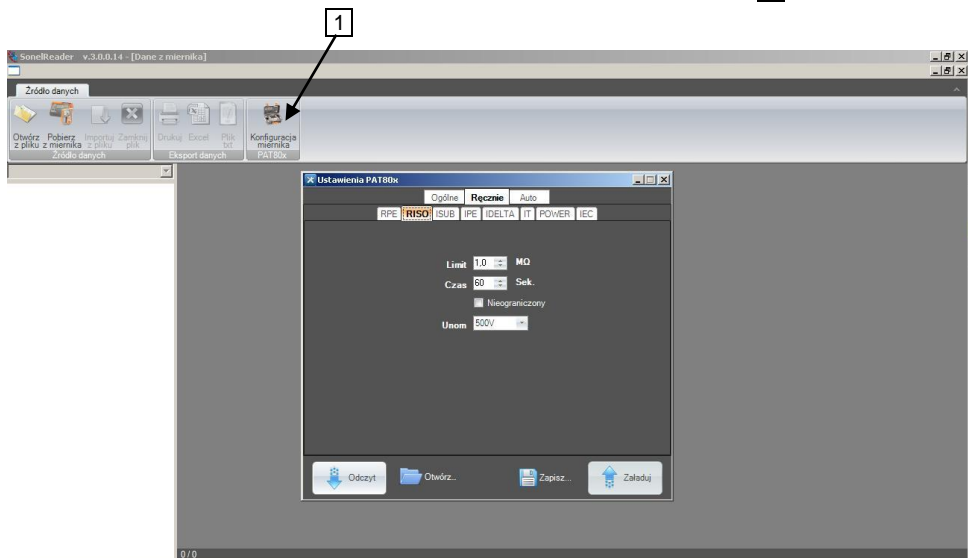 1
SonelReader v.3.0.0.14 - [Dane z miernika]
Źródło danych
Otwórz z pliku
Pobierz z miernika
Importuj z pliku
Zamknij plik
Drukuj
Excel
Plik txt
Konfiguracja miernika
Źródło danych
Eksport danych
PAT80x
Ustawienia PAT80x
Ogólne Ręcznie Auto
RPE RISO ISUB IPE IDELTA IT POWER IEC
Limit 1,0 MΩ
Czas 60 Sek.
Nieograniczony
Unom 500V
Odczyt Otwórz... Zapisz... Załaduj
0 / 0